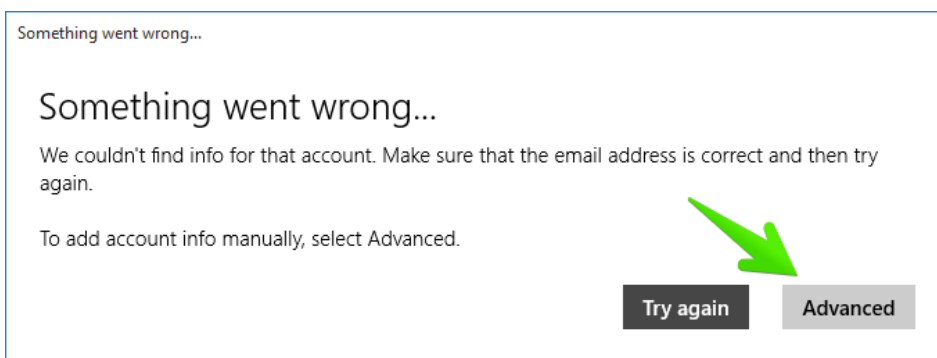 Something went wrong...
Something went wrong...
We couldn't find info for that account. Make sure that the email address is correct and then try
again.
To add account info manually, select Advanced.
Try again
Advanced